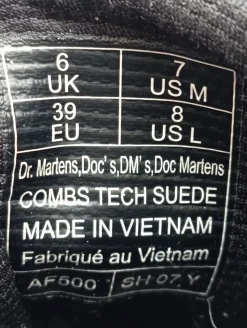 6 7
UK US M
39 8
EU US L
Dr. Martens,Doc's,DM's,Doc Martens
COMBS TECH SUEDE
MADE IN VIETNAM
Fabriqué au Vietnam
AF500 SH 07.Y